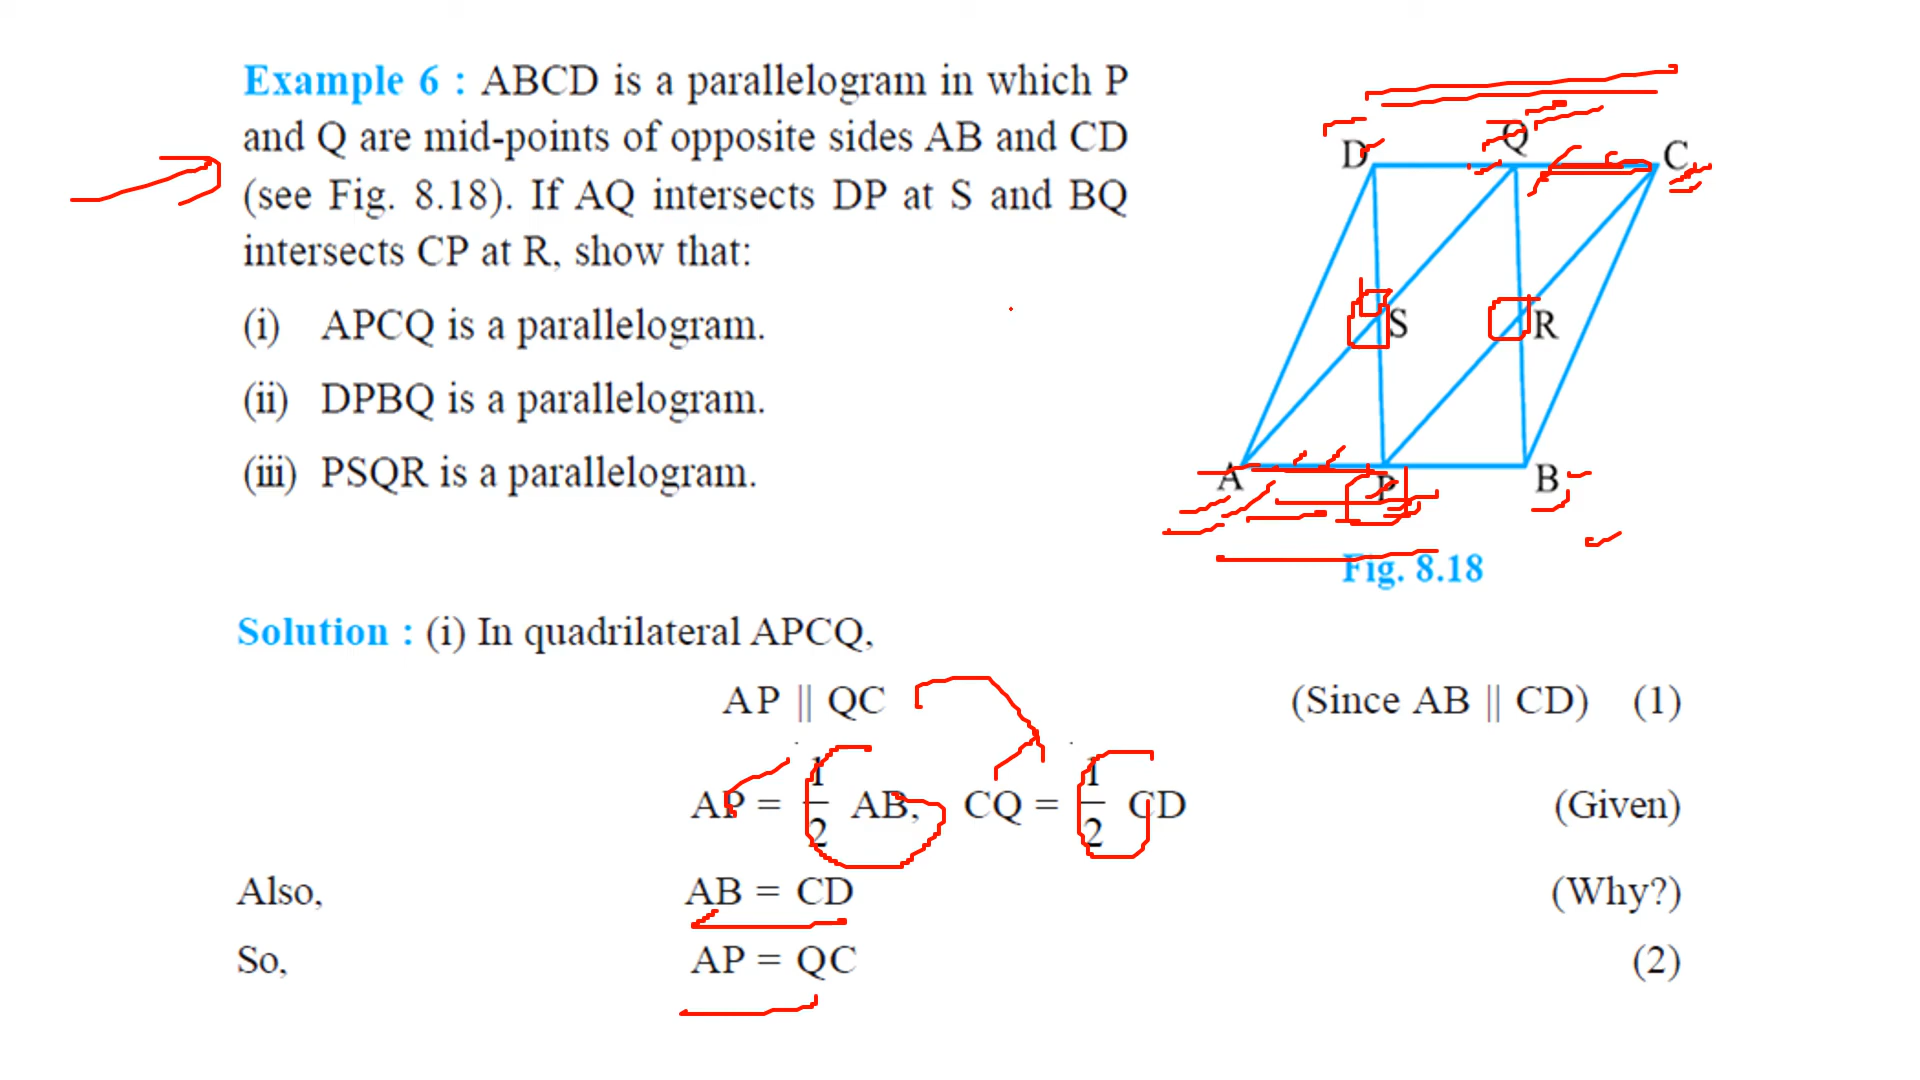 Example 6 : ABCD is a parallelogram in which P
and Q are mid-points of opposite sides AB and CD
(see Fig. 8.18). If AQ intersects DP at S and BQ
intersects CP at R, show that:
(i) APCQ is a parallelogram.
(ii) DPBQ is a parallelogram.
(iii) PSQR is a parallelogram.
D Q C
S R
A P B
Fig. 8.18
Solution : (i) In quadrilateral APCQ,
AP || QC (Since AB || CD) (1)
AP = 1/2 AB, CQ = 1/2 CD (Given)
Also, AB = CD (Why?)
So, AP = QC (2)